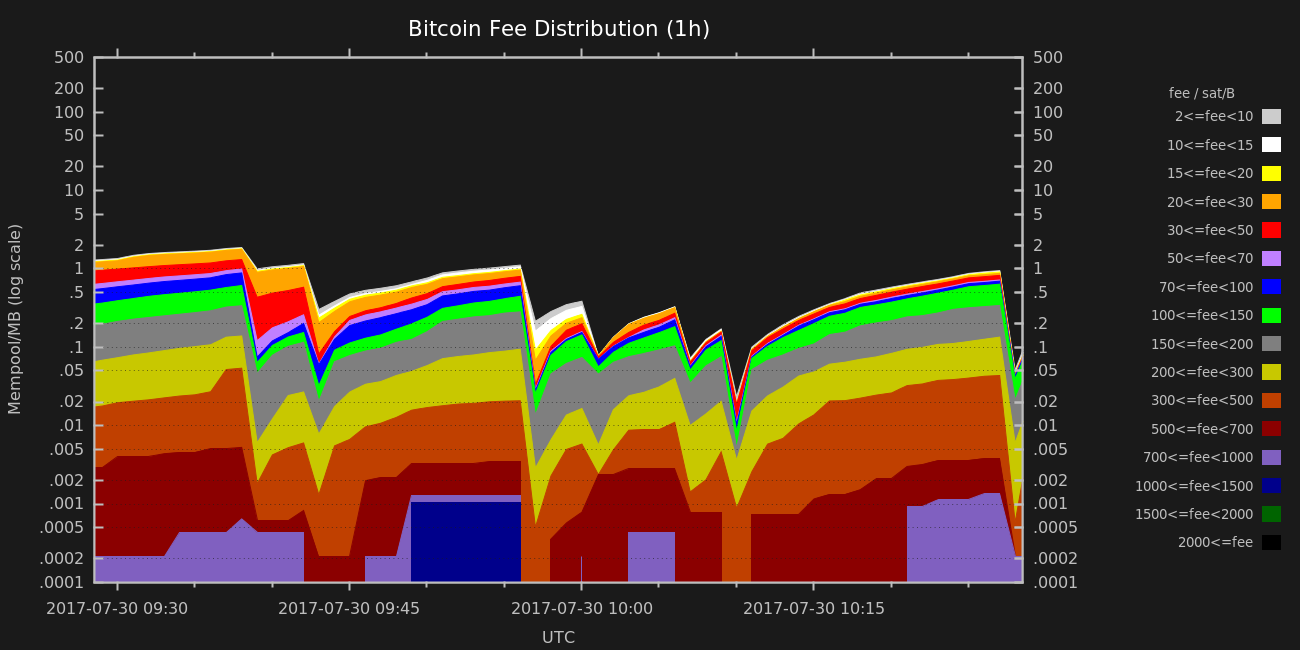 Bitcoin Fee Distribution (1h)
Mempool/MB (log scale)
500
200
100
50
20
10
5
2
1
.5
.2
.1
.05
.02
.01
.005
.002
.001
.0005
.0002
.0001
500
200
100
50
20
10
5
2
1
.5
.2
.1
.05
.02
.01
.005
.002
.001
.0005
.0002
.0001
2017-07-30 09:30
2017-07-30 09:45
2017-07-30 10:00
2017-07-30 10:15
UTC
fee / sat/B
2<=fee<10
10<=fee<15
15<=fee<20
20<=fee<30
30<=fee<50
50<=fee<70
70<=fee<100
100<=fee<150
150<=fee<200
200<=fee<300
300<=fee<500
500<=fee<700
700<=fee<1000
1000<=fee<1500
1500<=fee<2000
2000<=fee